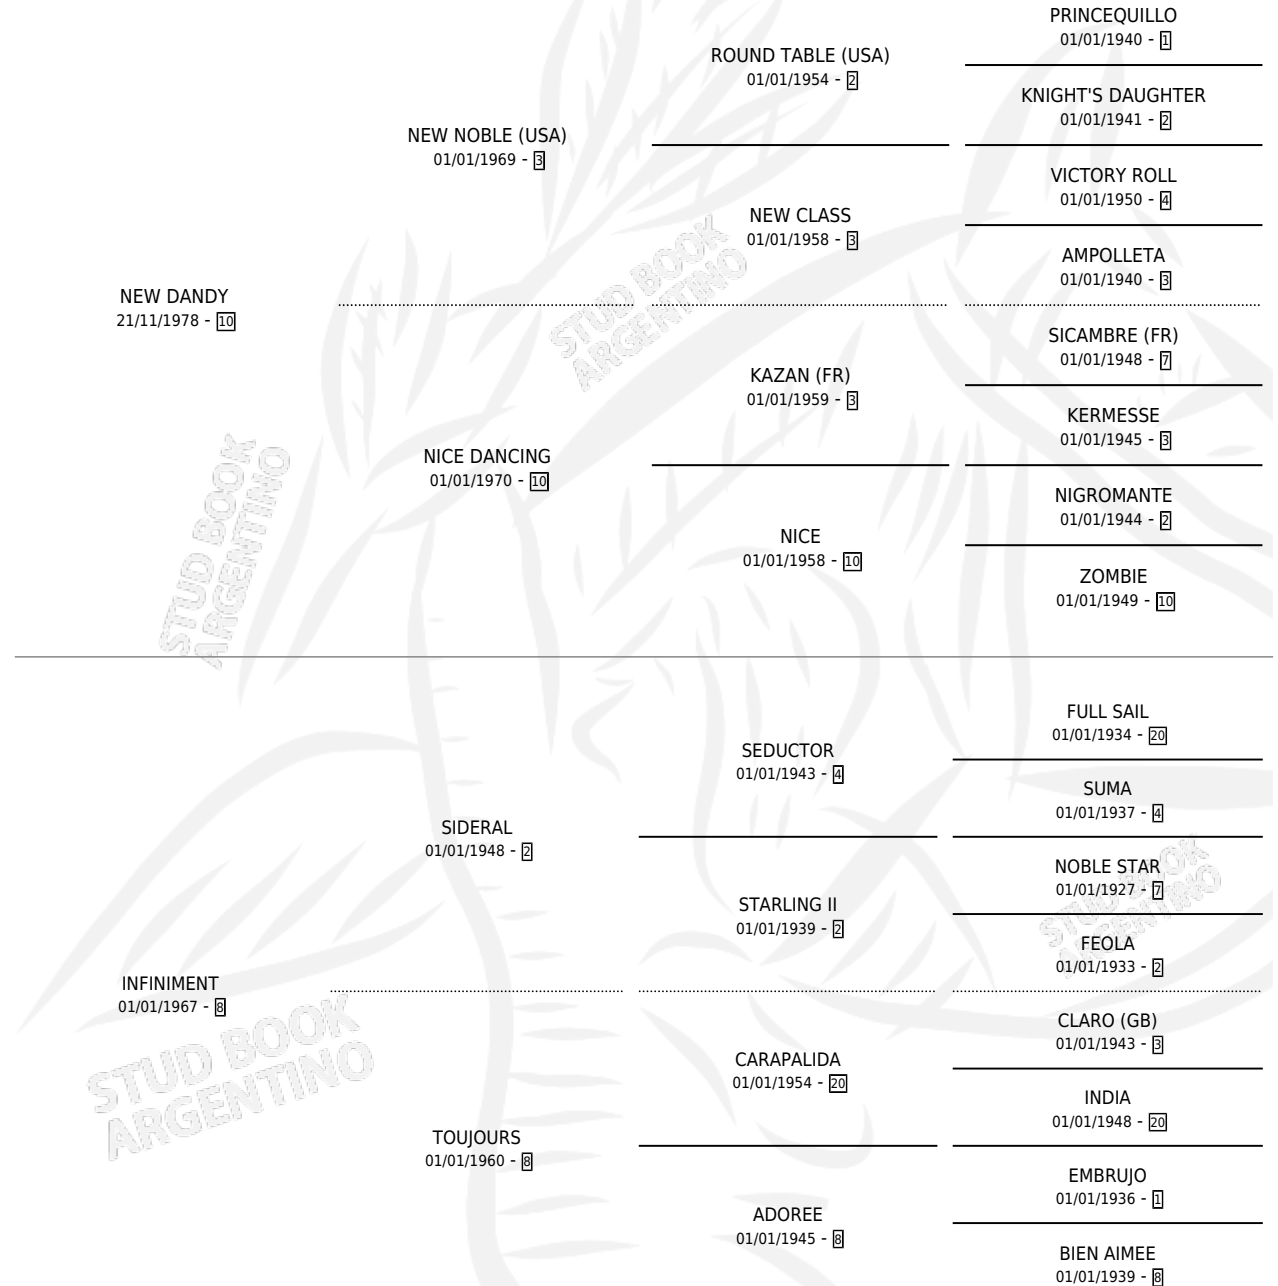 PRINCEQUILLO
01/01/1940 - 1
ROUND TABLE (USA)
01/01/1954 - 2
KNIGHT'S DAUGHTER
01/01/1941 - 2
NEW NOBLE (USA)
01/01/1969 - 3
VICTORY ROLL
01/01/1950 - 4
NEW CLASS
01/01/1958 - 3
AMPOLLETA
01/01/1940 - 3
NEW DANDY
21/11/1978 - 10
SICAMBRE (FR)
01/01/1948 - 7
KAZAN (FR)
01/01/1959 - 3
KERMESSE
01/01/1945 - 3
NICE DANCING
01/01/1970 - 10
NIGROMANTE
01/01/1944 - 2
NICE
01/01/1958 - 10
ZOMBIE
01/01/1949 - 10
STUD BOOK
ARGENTINO
STUD BOOK
ARGENTINO
FULL SAIL
01/01/1934 - 20
SEDUCTOR
01/01/1943 - 4
SUMA
01/01/1937 - 4
SIDERAL
01/01/1948 - 2
NOBLE STAR
01/01/1927 - 7
STARLING II
01/01/1939 - 2
FEOLA
01/01/1933 - 2
INFINIMENT
01/01/1967 - 8
CLARO (GB)
01/01/1943 - 3
CARAPALIDA
01/01/1954 - 20
INDIA
01/01/1948 - 20
TOUJOURS
01/01/1960 - 8
EMBRUJO
01/01/1936 - 1
ADOREE
01/01/1945 - 8
BIEN AIMEE
01/01/1939 - 8
STUD BOOK
ARGENTINO
STUD BOOK
ARGENTINO